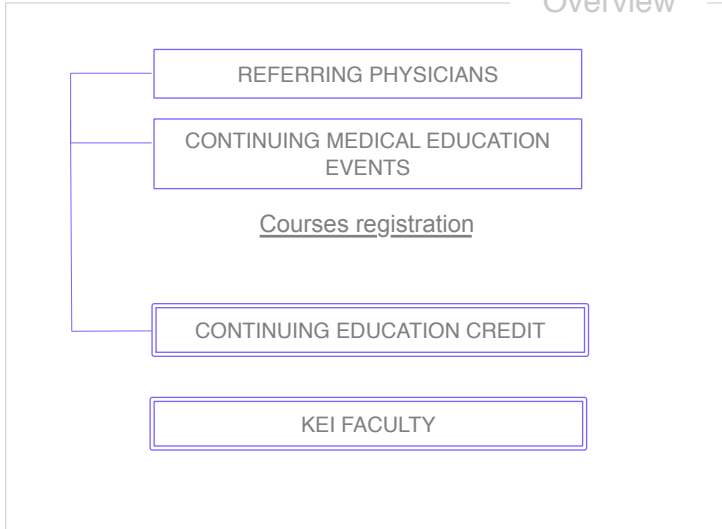 Overview
REFERRING PHYSICIANS
CONTINUING MEDICAL EDUCATION
EVENTS
Courses registration
CONTINUING EDUCATION CREDIT
KEI FACULTY